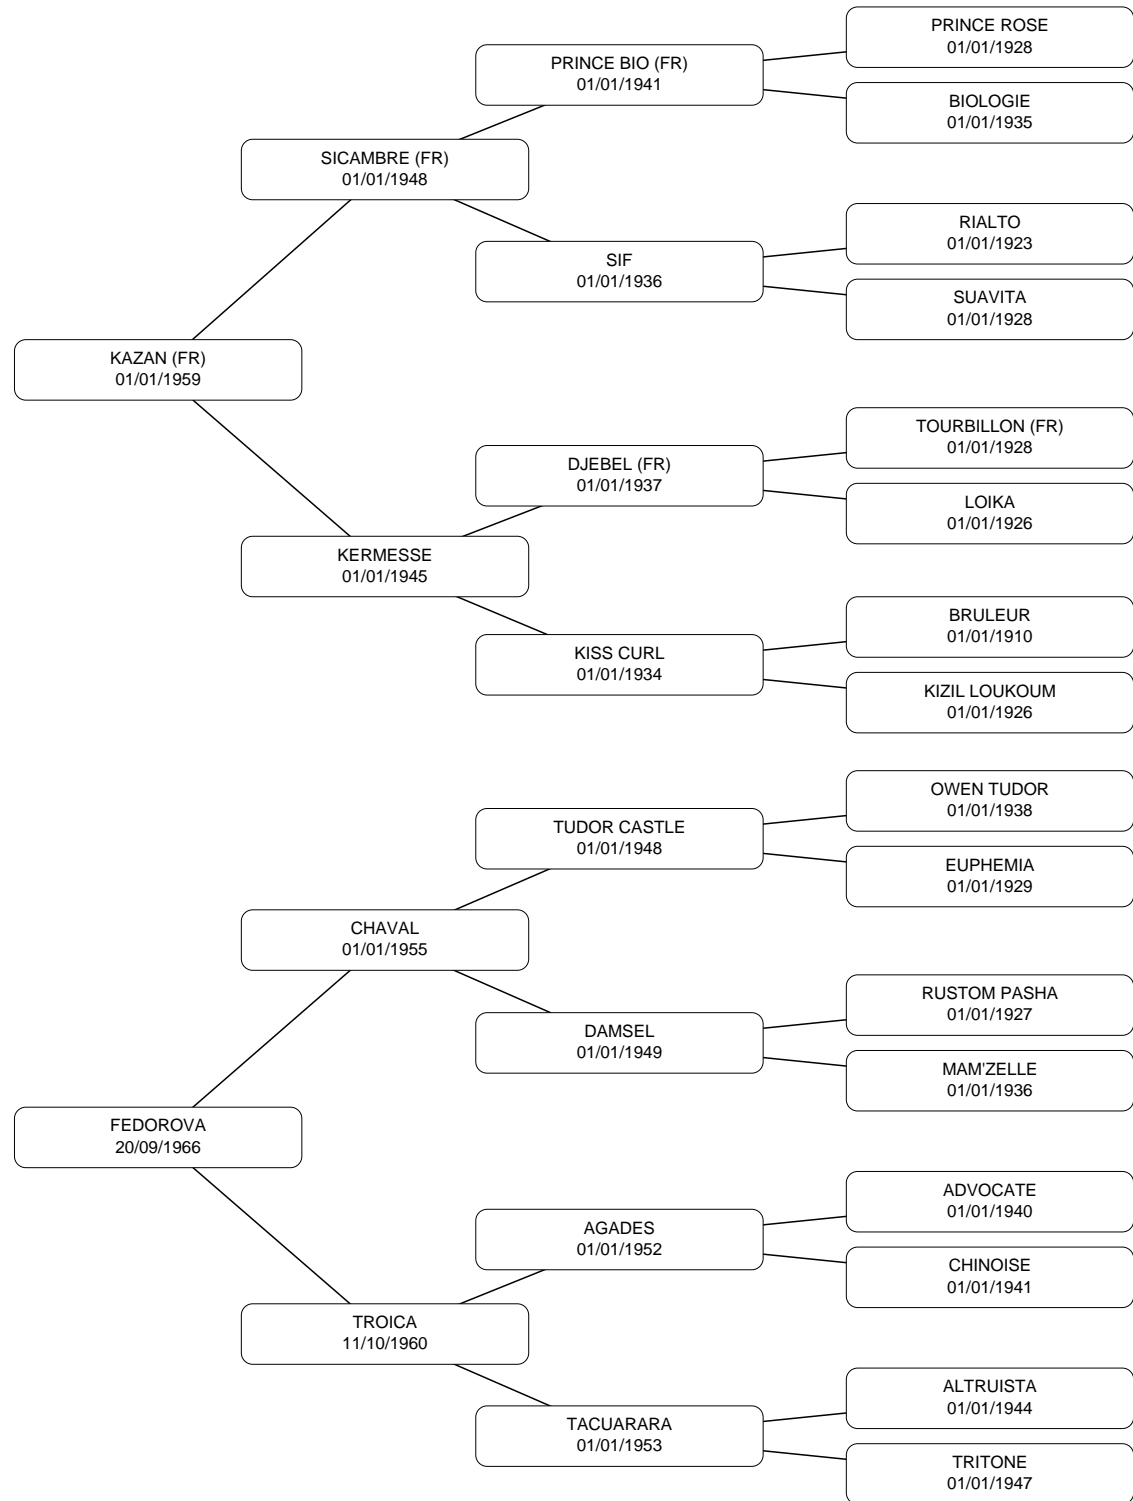 PRINCE ROSE
01/01/1928
PRINCE BIO (FR)
01/01/1941
BIOLOGIE
01/01/1935
SICAMBRE (FR)
01/01/1948
RIALTO
01/01/1923
SIF
01/01/1936
SUAVITA
01/01/1928
KAZAN (FR)
01/01/1959
TOURBILLON (FR)
01/01/1928
DJEBEL (FR)
01/01/1937
LOIKA
01/01/1926
KERMESSE
01/01/1945
BRULEUR
01/01/1910
KISS CURL
01/01/1934
KIZIL LOUKOUM
01/01/1926
OWEN TUDOR
01/01/1938
TUDOR CASTLE
01/01/1948
EUPHEMIA
01/01/1929
CHAVAL
01/01/1955
RUSTOM PASHA
01/01/1927
DAMSEL
01/01/1949
MAM'ZELLE
01/01/1936
FEDOROVA
20/09/1966
ADVOCATE
01/01/1940
AGADES
01/01/1952
CHINOISE
01/01/1941
TROICA
11/10/1960
ALTRUISTA
01/01/1944
TACUARARA
01/01/1953
TRITONE
01/01/1947